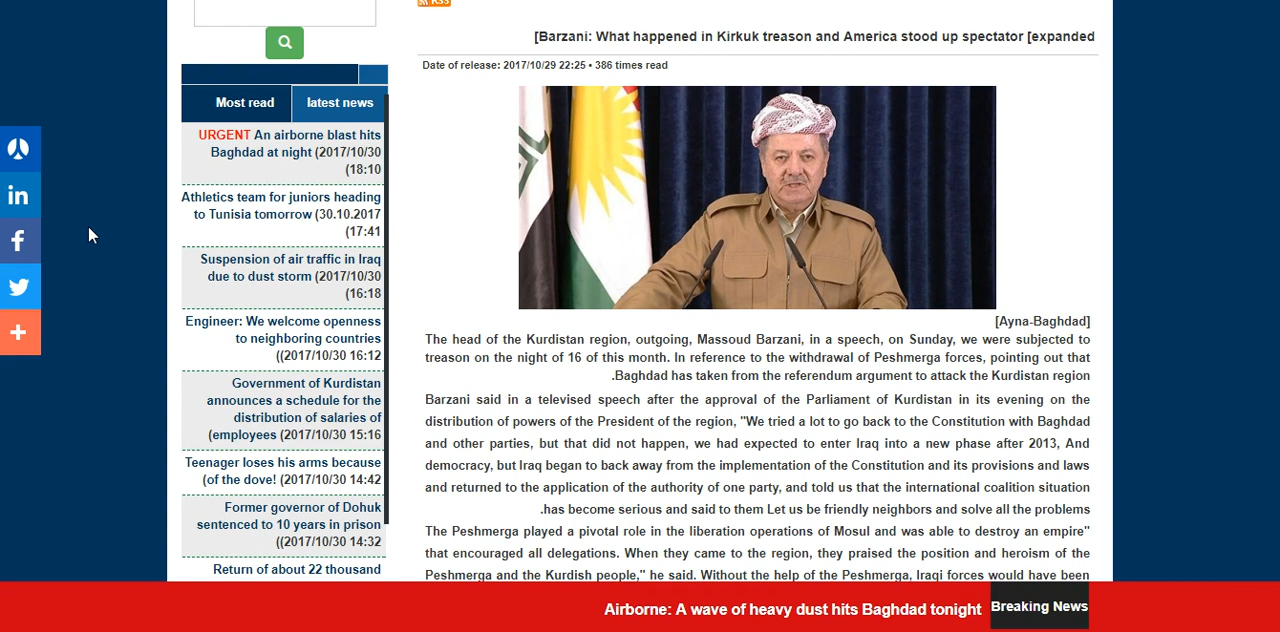 RSS
[Barzani: What happened in Kirkuk treason and America stood up spectator [expanded
Date of release: 2017/10/29 22:25 • 386 times read
Most read
latest news
URGENT An airborne blast hits
Baghdad at night (2017/10/30
(18:10
Athletics team for juniors heading
to Tunisia tomorrow (30.10.2017
(17:41
Suspension of air traffic in Iraq
due to dust storm (2017/10/30
(16:18
Engineer: We welcome openness
to neighboring countries
((2017/10/30 16:12
Government of Kurdistan
announces a schedule for the
distribution of salaries of
(employees (2017/10/30 15:16
Teenager loses his arms because
(of the dove! (2017/10/30 14:42
Former governor of Dohuk
sentenced to 10 years in prison
((2017/10/30 14:32
Return of about 22 thousand
[Ayna-Baghdad]
The head of the Kurdistan region, outgoing, Massoud Barzani, in a speech, on Sunday, we were subjected to
treason on the night of 16 of this month. In reference to the withdrawal of Peshmerga forces, pointing out that
.Baghdad has taken from the referendum argument to attack the Kurdistan region
Barzani said in a televised speech after the approval of the Parliament of Kurdistan in its evening on the
distribution of powers of the President of the region, "We tried a lot to go back to the Constitution with Baghdad
and other parties, but that did not happen, we had expected to enter Iraq into a new phase after 2013, And
democracy, but Iraq began to back away from the implementation of the Constitution and its provisions and laws
and returned to the application of the authority of one party, and told us that the international coalition situation
.has become serious and said to them Let us be friendly neighbors and solve all the problems
The Peshmerga played a pivotal role in the liberation operations of Mosul and was able to destroy an empire"
that encouraged all delegations. When they came to the region, they praised the position and heroism of the
Peshmerga and the Kurdish people," he said. Without the help of the Peshmerga, Iraqi forces would have been
Airborne: A wave of heavy dust hits Baghdad tonight
Breaking News